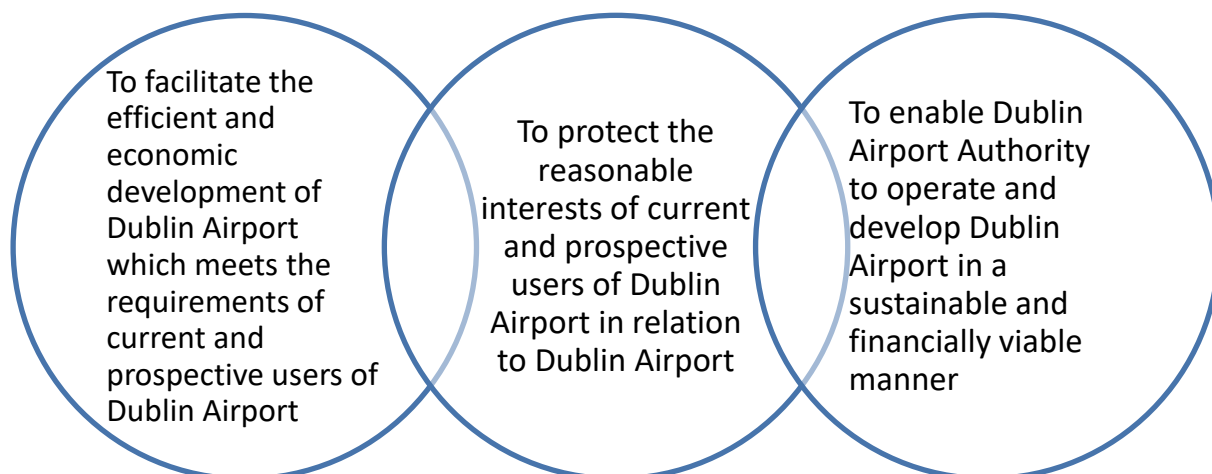 To facilitate the
efficient and
economic
development of
Dublin Airport
which meets the
requirements of
current and
prospective users of
Dublin Airport
To protect the
reasonable
interests of current
and prospective
users of Dublin
Airport in relation
to Dublin Airport
To enable Dublin
Airport Authority
to operate and
develop Dublin
Airport in a
sustainable and
financially viable
manner